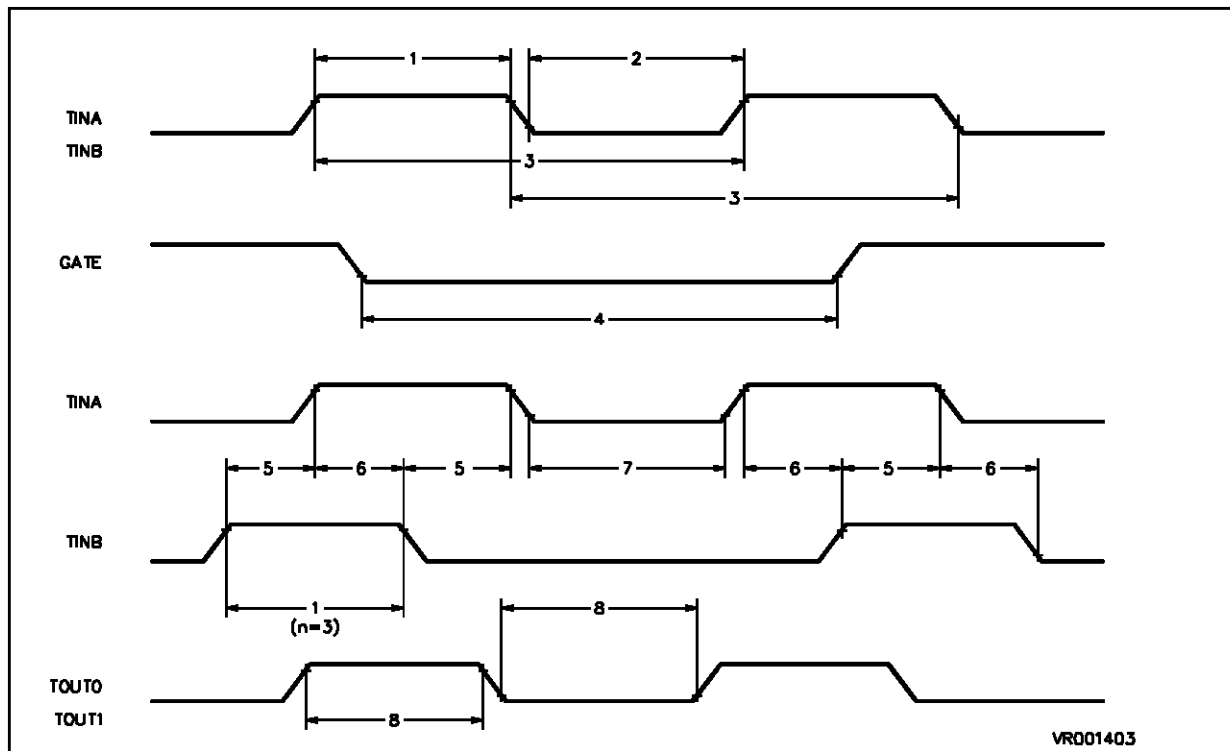 1 2
TINA
TINB
3
3
GATE
4
TINA
5 6 5 7 6 5 6
TINB
1 8
(n=3)
TOUT0
TOUT1 8
VR001403